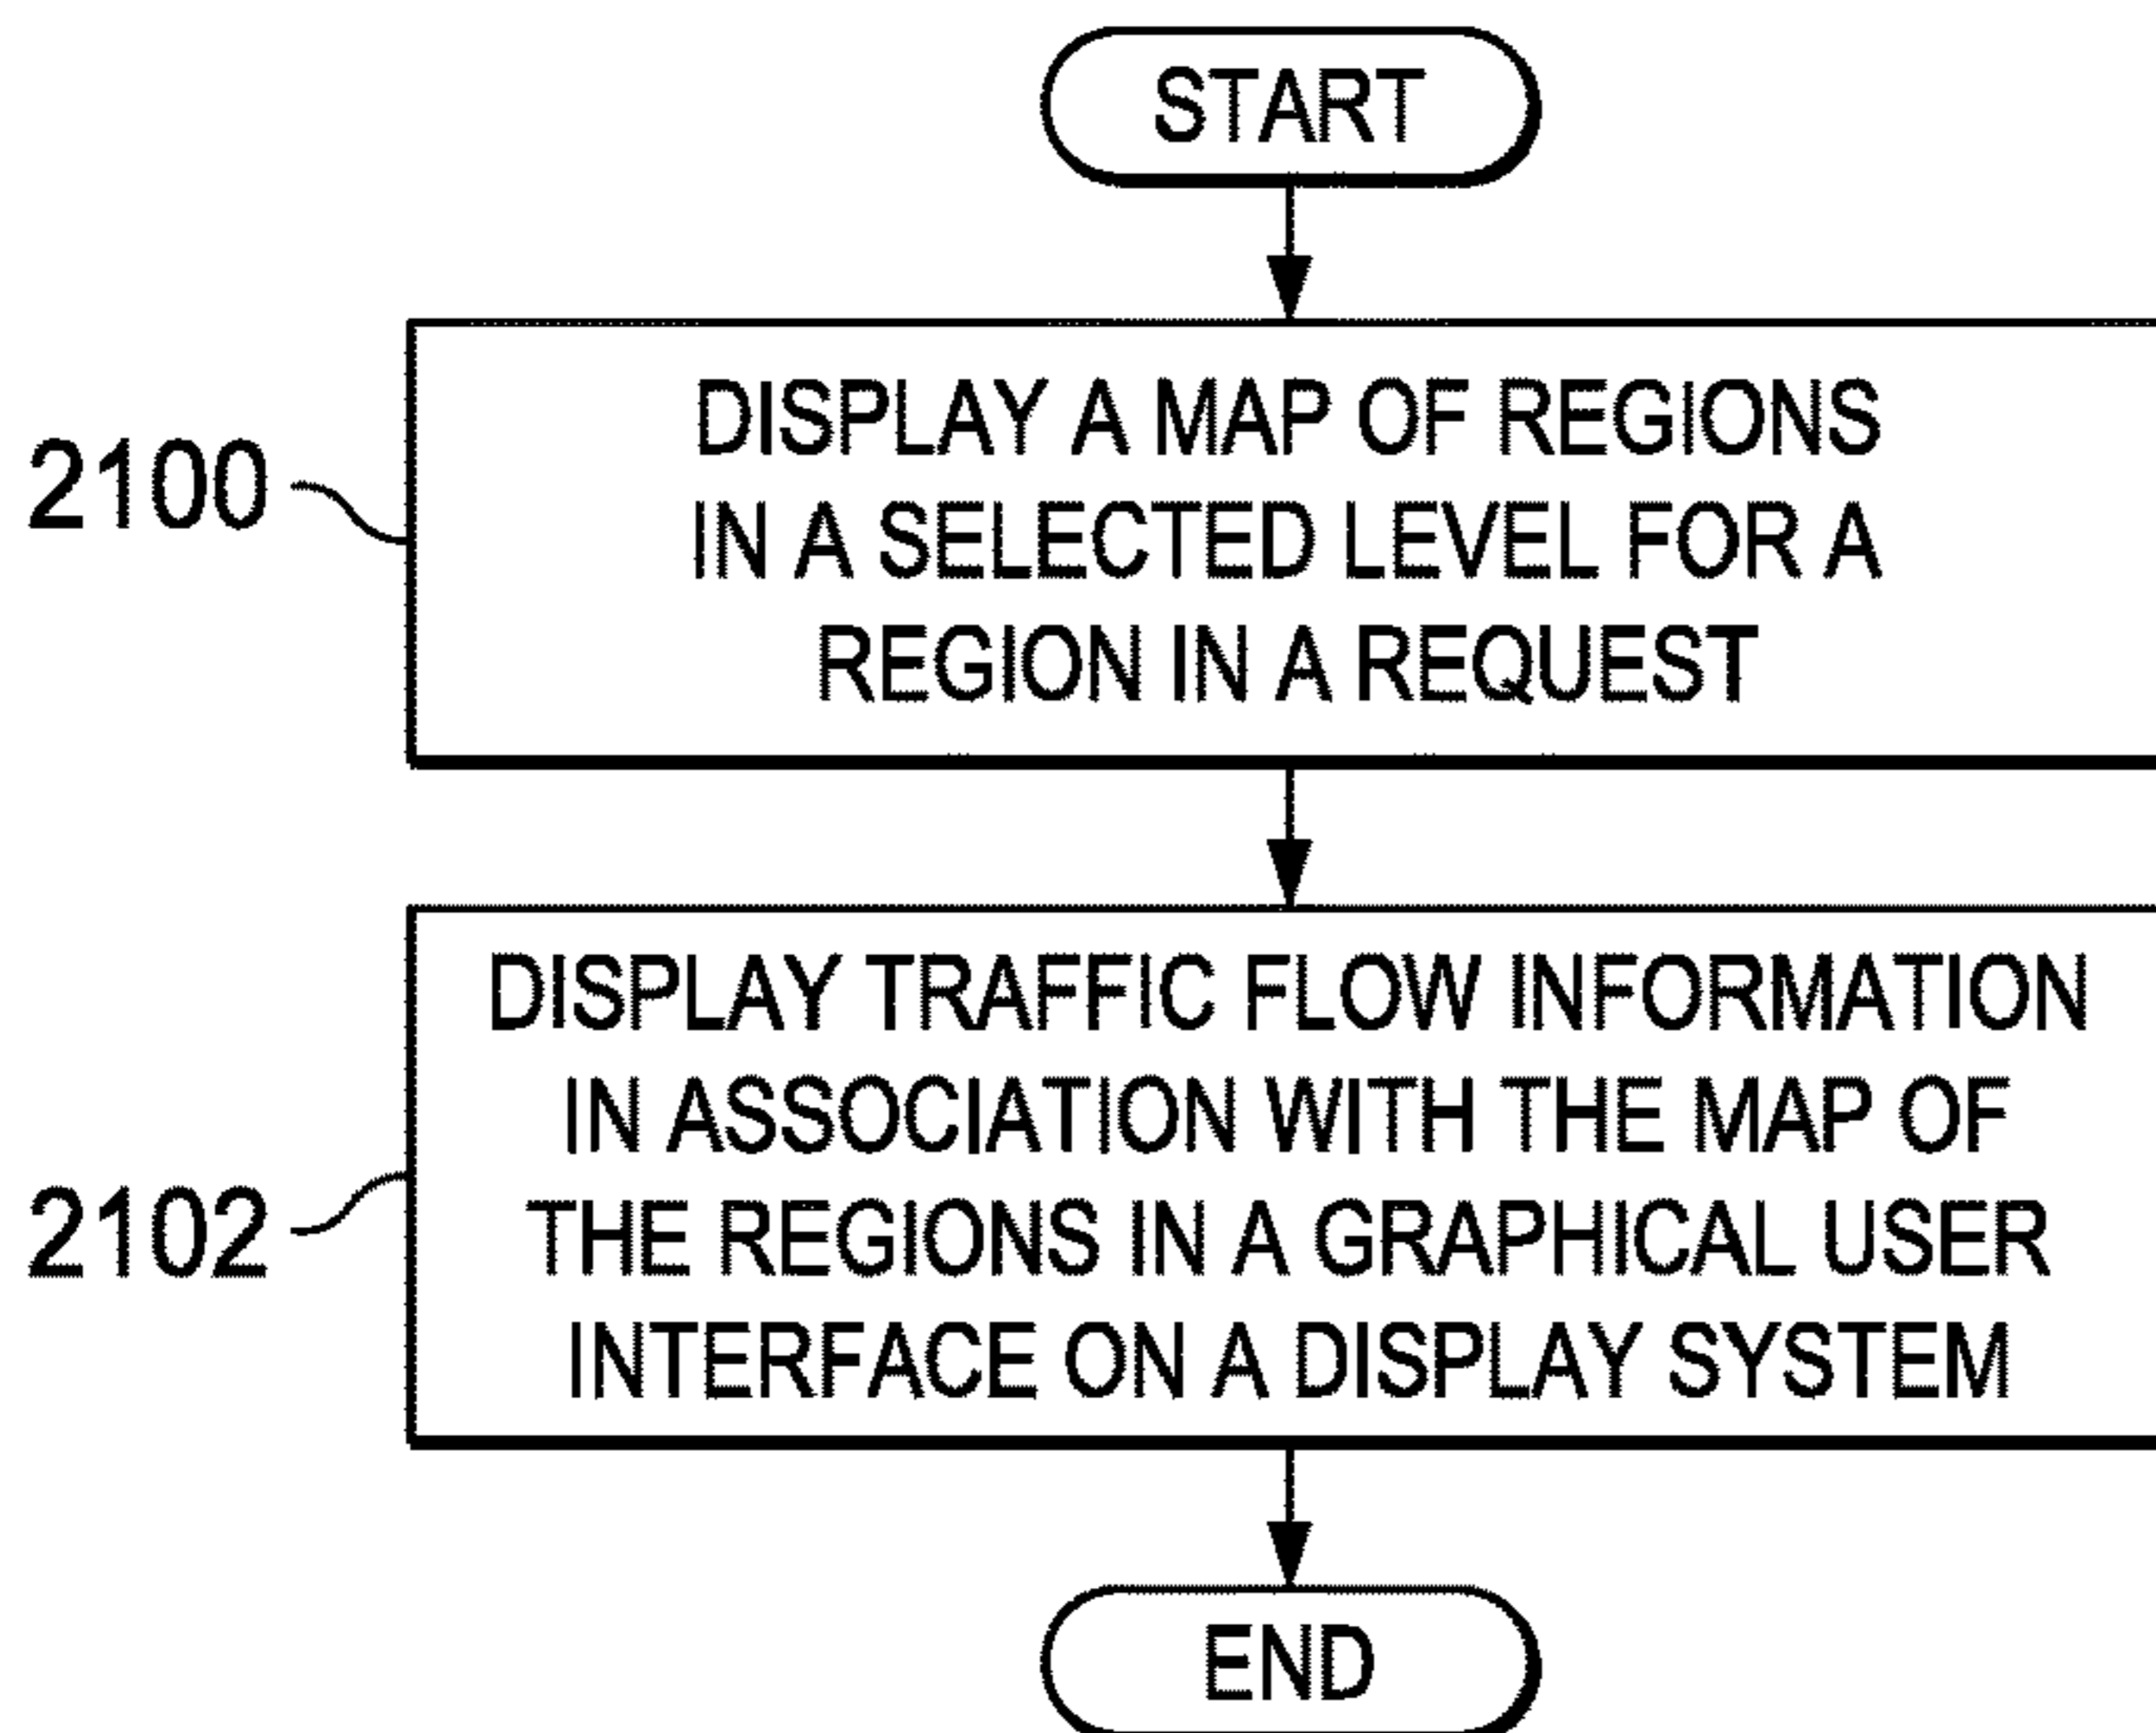 START
2100
DISPLAY A MAP OF REGIONS
IN A SELECTED LEVEL FOR A
REGION IN A REQUEST
2102
DISPLAY TRAFFIC FLOW INFORMATION
IN ASSOCIATION WITH THE MAP OF
THE REGIONS IN A GRAPHICAL USER
INTERFACE ON A DISPLAY SYSTEM
END